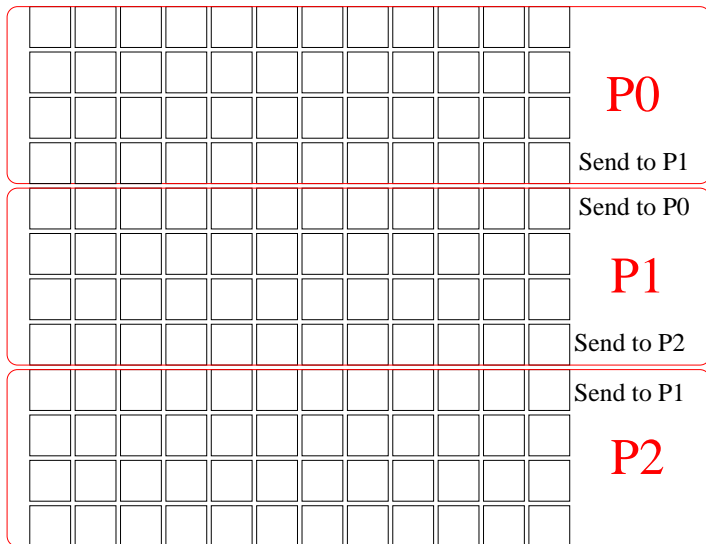 P0
Send to P1
Send to P0
P1
Send to P2
Send to P1
P2